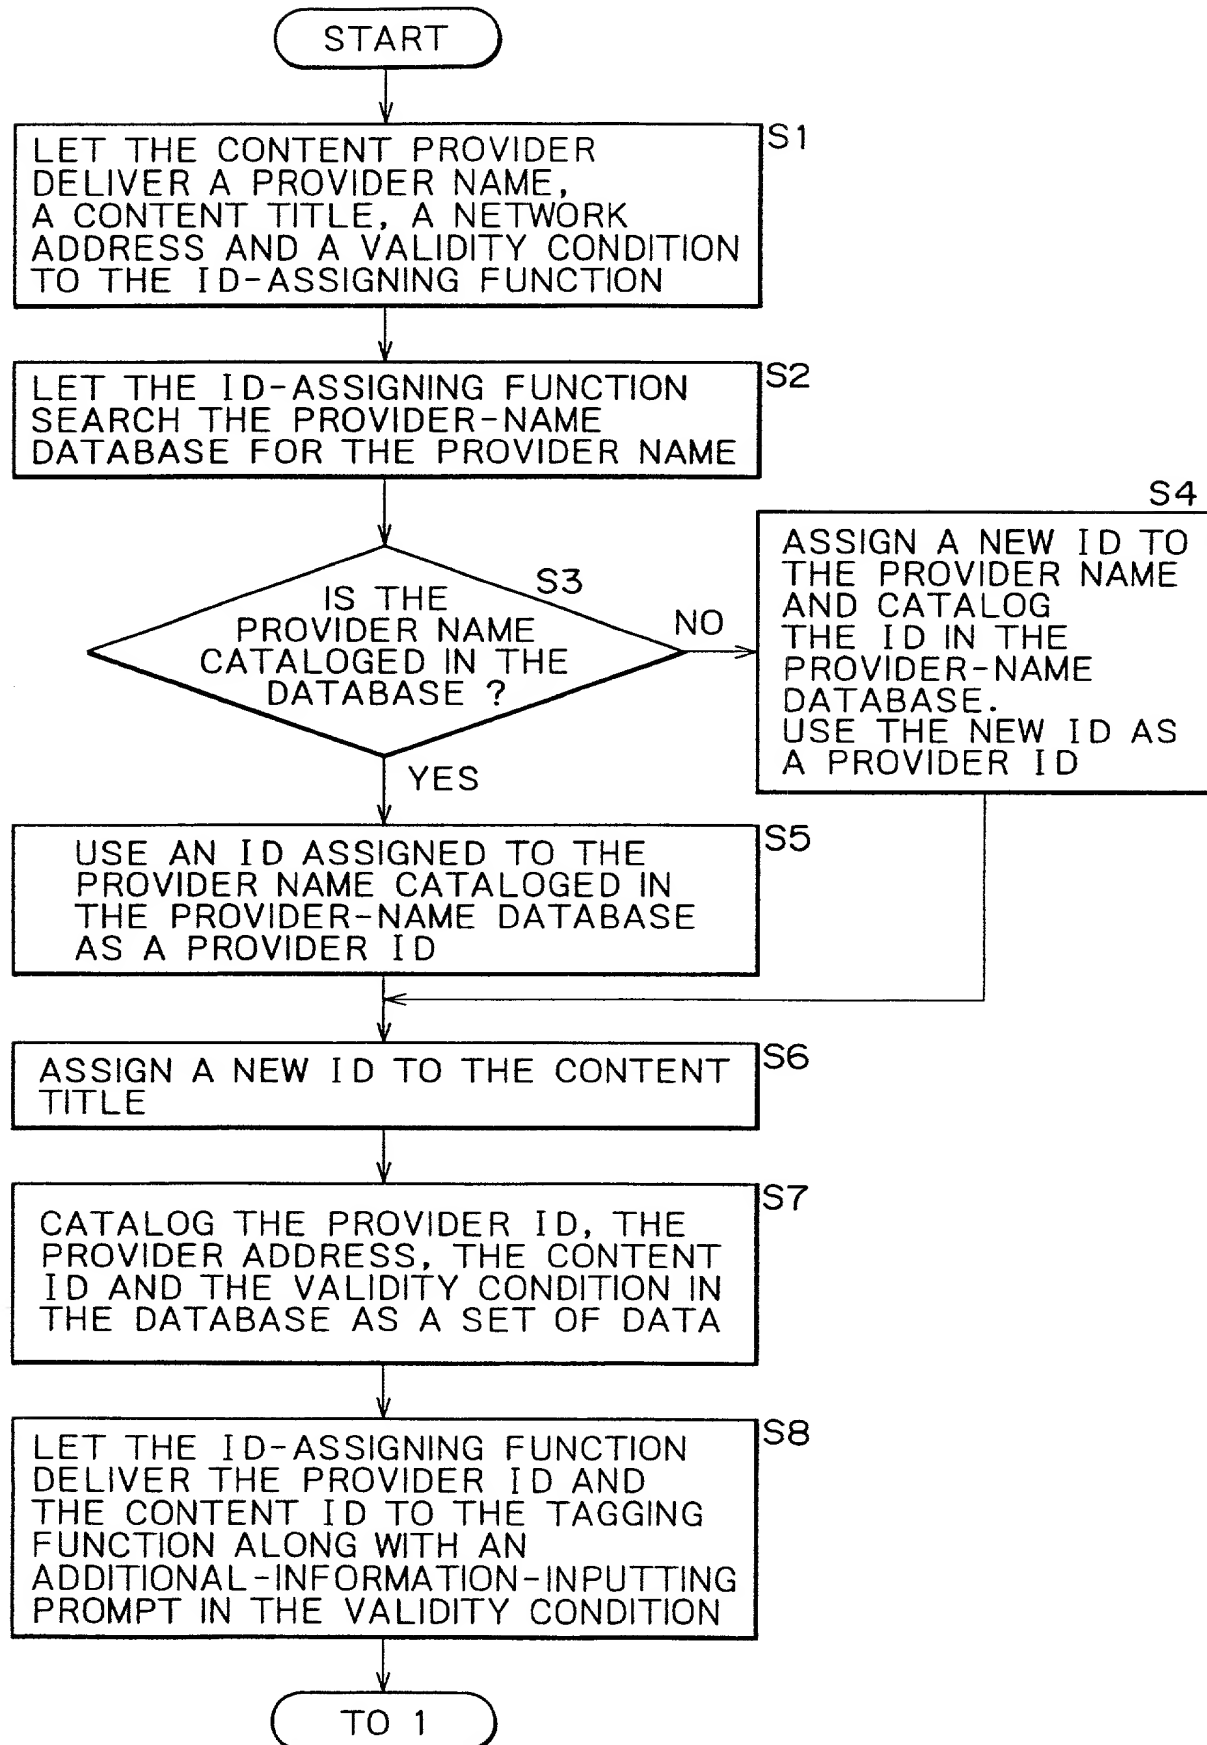 START
S1
LET THE CONTENT PROVIDER
DELIVER A PROVIDER NAME,
A CONTENT TITLE, A NETWORK
ADDRESS AND A VALIDITY CONDITION
TO THE ID-ASSIGNING FUNCTION
S2
LET THE ID-ASSIGNING FUNCTION
SEARCH THE PROVIDER-NAME
DATABASE FOR THE PROVIDER NAME
S3
IS THE
PROVIDER NAME
CATALOGED IN THE
DATABASE ?
NO
S4
ASSIGN A NEW ID TO
THE PROVIDER NAME
AND CATALOG
THE ID IN THE
PROVIDER-NAME
DATABASE.
USE THE NEW ID AS
A PROVIDER ID
YES
S5
USE AN ID ASSIGNED TO THE
PROVIDER NAME CATALOGED IN
THE PROVIDER-NAME DATABASE
AS A PROVIDER ID
S6
ASSIGN A NEW ID TO THE CONTENT
TITLE
S7
CATALOG THE PROVIDER ID, THE
PROVIDER ADDRESS, THE CONTENT
ID AND THE VALIDITY CONDITION IN
THE DATABASE AS A SET OF DATA
S8
LET THE ID-ASSIGNING FUNCTION
DELIVER THE PROVIDER ID AND
THE CONTENT ID TO THE TAGGING
FUNCTION ALONG WITH AN
ADDITIONAL-INFORMATION-INPUTTING
PROMPT IN THE VALIDITY CONDITION
TO 1